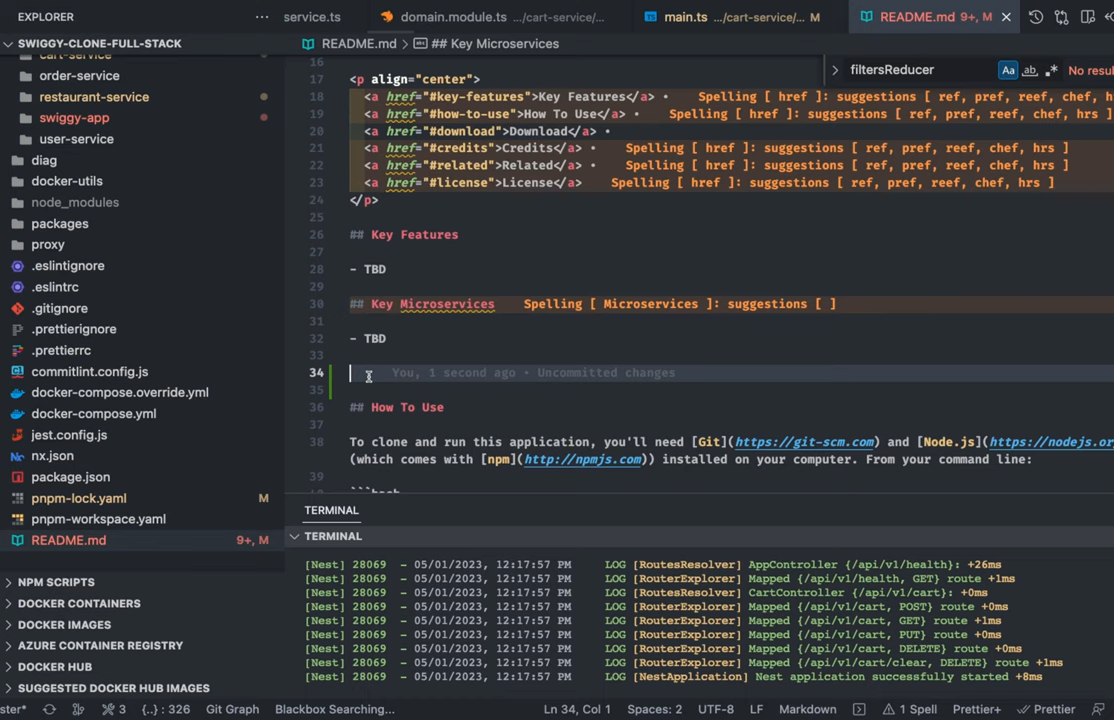 EXPLORER
···
service.ts
domain.module.ts .../cart-service/...
main.ts .../cart-service/... M
README.md 9+, M
SWIGGY-CLONE-FULL-STACK
README.md > ## Key Microservices
cart-service
order-service
restaurant-service
swiggy-app
user-service
diag
docker-utils
node_modules
packages
proxy
.eslintignore
.eslintrc
.gitignore
.prettierignore
.prettierrc
commitlint.config.js
docker-compose.override.yml
docker-compose.yml
jest.config.js
nx.json
package.json
pnpm-lock.yaml M
pnpm-workspace.yaml
README.md 9+, M
NPM SCRIPTS
DOCKER CONTAINERS
DOCKER IMAGES
AZURE CONTAINER REGISTRY
DOCKER HUB
SUGGESTED DOCKER HUB IMAGES
filtersReducer Aa ab .* No resul
16
17 <p align="center">
18 <a href="#key-features">Key Features</a> • Spelling [ href ]: suggestions [ ref, pref, reef, chef, h
19 <a href="#how-to-use">How To Use</a> • Spelling [ href ]: suggestions [ ref, pref, reef, chef, hrs
20 <a href="#download">Download</a> •
21 <a href="#credits">Credits</a> • Spelling [ href ]: suggestions [ ref, pref, reef, chef, hrs ]
22 <a href="#related">Related</a> • Spelling [ href ]: suggestions [ ref, pref, reef, chef, hrs ]
23 <a href="#license">License</a> Spelling [ href ]: suggestions [ ref, pref, reef, chef, hrs ]
24 </p>
25
26 ## Key Features
27
28 - TBD
29
30 ## Key Microservices Spelling [ Microservices ]: suggestions [ ]
31
32 - TBD
33
34 You, 1 second ago • Uncommitted changes
35
36 ## How To Use
37
38 To clone and run this application, you'll need [Git](https://git-scm.com) and [Node.js](https://nodejs.or
(which comes with [npm](http://npmjs.com)) installed on your computer. From your command line:
39
40 ```bash
TERMINAL
TERMINAL
[Nest] 28069 - 05/01/2023, 12:17:57 PM LOG [RoutesResolver] AppController {/api/v1/health}: +26ms
[Nest] 28069 - 05/01/2023, 12:17:57 PM LOG [RouterExplorer] Mapped {/api/v1/health, GET} route +1ms
[Nest] 28069 - 05/01/2023, 12:17:57 PM LOG [RoutesResolver] CartController {/api/v1/cart}: +0ms
[Nest] 28069 - 05/01/2023, 12:17:57 PM LOG [RouterExplorer] Mapped {/api/v1/cart, POST} route +0ms
[Nest] 28069 - 05/01/2023, 12:17:57 PM LOG [RouterExplorer] Mapped {/api/v1/cart, GET} route +1ms
[Nest] 28069 - 05/01/2023, 12:17:57 PM LOG [RouterExplorer] Mapped {/api/v1/cart, PUT} route +0ms
[Nest] 28069 - 05/01/2023, 12:17:57 PM LOG [RouterExplorer] Mapped {/api/v1/cart, DELETE} route +0ms
[Nest] 28069 - 05/01/2023, 12:17:57 PM LOG [RouterExplorer] Mapped {/api/v1/cart/clear, DELETE} route +1ms
[Nest] 28069 - 05/01/2023, 12:17:57 PM LOG [NestApplication] Nest application successfully started +8ms
ster* 3 {..} : 326 Git Graph Blackbox Searching... Ln 34, Col 1 Spaces: 2 UTF-8 LF Markdown 1 Spell Prettier+ Prettier